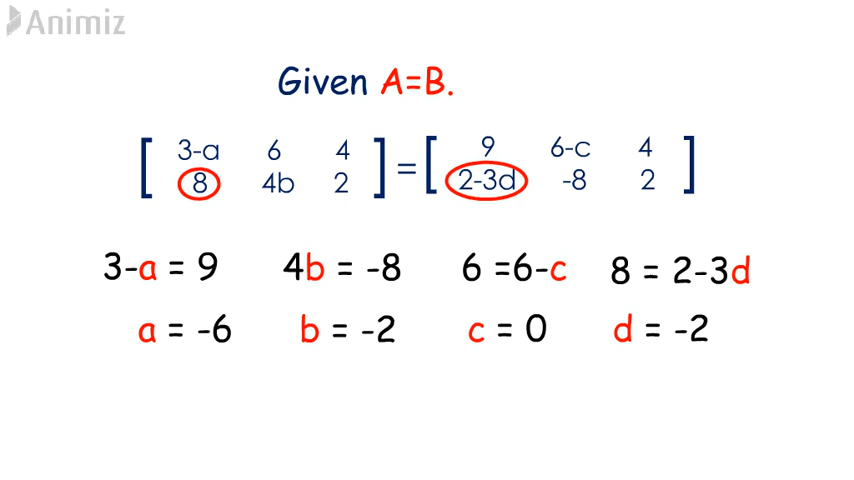 Animiz
Given A=B.
[ 3-a 6 4 ] = [ 9 6-c 4 ]
8 4b 2 2-3d -8 2
3-a = 9 4b = -8 6 =6-c 8 = 2-3d
a = -6 b = -2 c = 0 d = -2